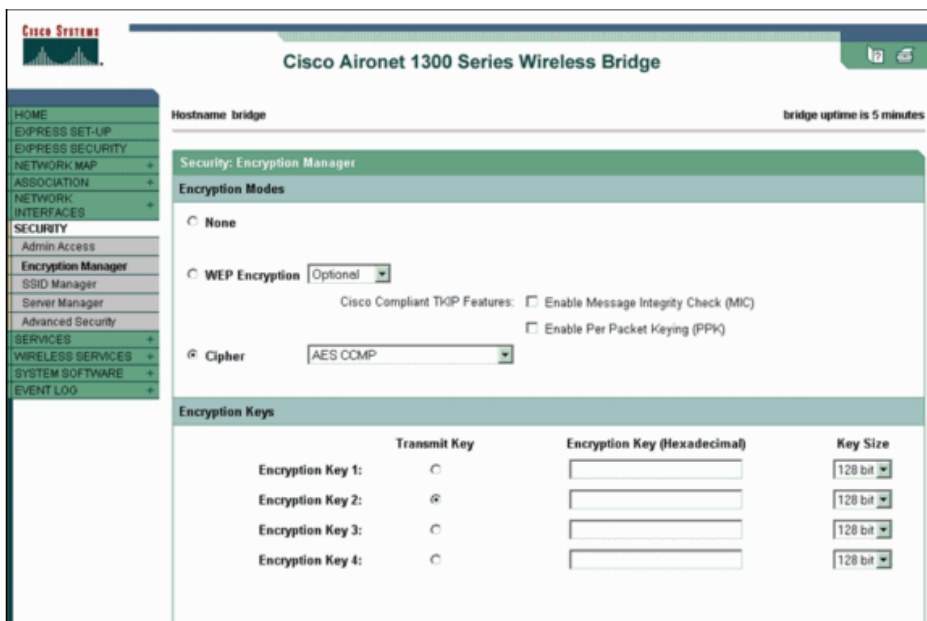 CISCO SYSTEMS
Cisco Aironet 1300 Series Wireless Bridge
Hostname bridge
bridge uptime is 5 minutes
HOME
EXPRESS SET-UP
EXPRESS SECURITY
NETWORK MAP +
ASSOCIATION +
NETWORK INTERFACES +
SECURITY
Admin Access
Encryption Manager
SSID Manager
Server Manager
Advanced Security
SERVICES +
WIRELESS SERVICES +
SYSTEM SOFTWARE +
EVENT LOG +
Security: Encryption Manager
Encryption Modes
None
WEP Encryption Optional
Cisco Compliant TKIP Features: Enable Message Integrity Check (MIC)
Enable Per Packet Keying (PPK)
Cipher AES CCMP
Encryption Keys
Transmit Key Encryption Key (Hexadecimal) Key Size
Encryption Key 1: 128 bit
Encryption Key 2: 128 bit
Encryption Key 3: 128 bit
Encryption Key 4: 128 bit